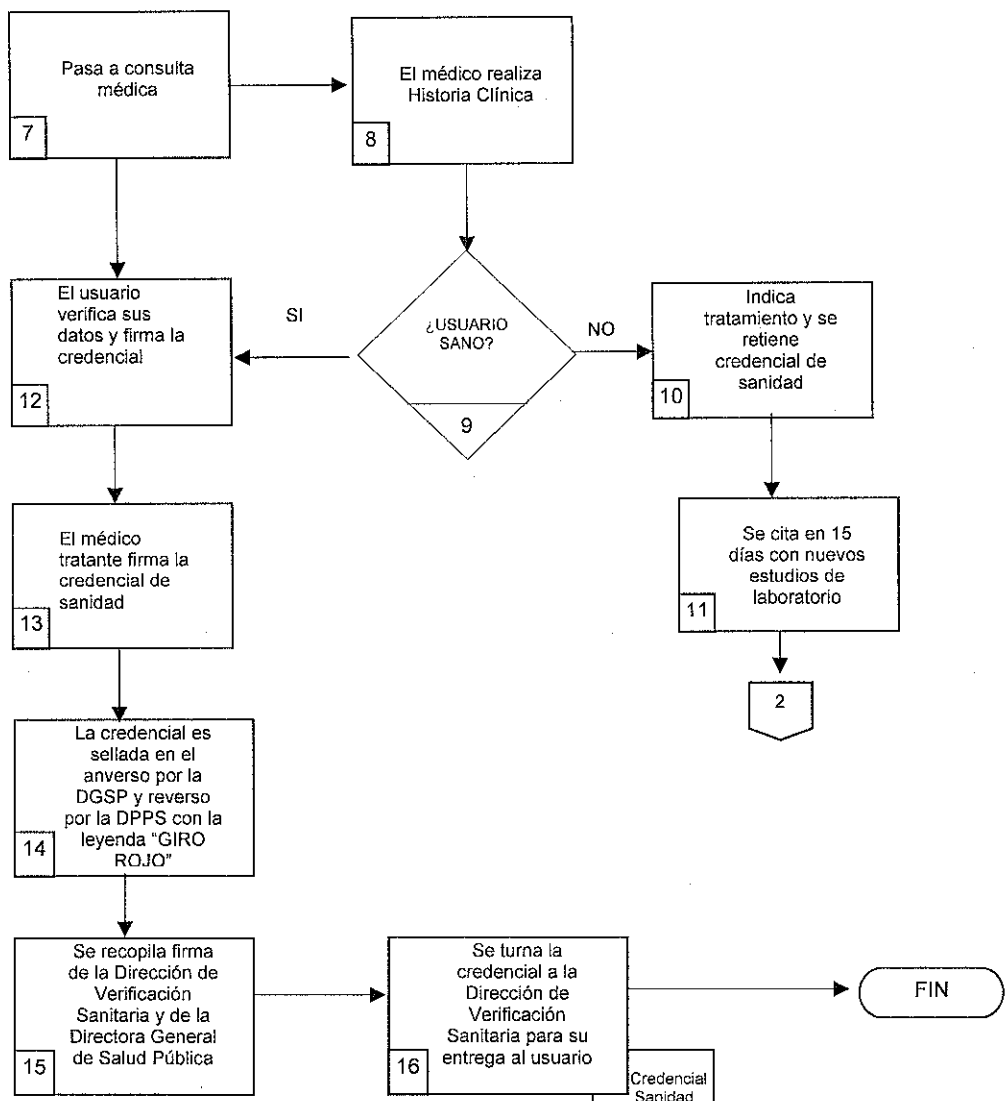 Pasa a consulta
médica
7
El médico realiza
Historia Clínica
8
¿USUARIO
SANO?
9
SI
NO
Indica
tratamiento y se
retiene
credencial de
sanidad
10
Se cita en 15
días con nuevos
estudios de
laboratorio
11
2
El usuario
verifica sus
datos y firma la
credencial
12
El médico
tratante firma la
credencial de
sanidad
13
La credencial es
sellada en el
anverso por la
DGSP y reverso
por la DPPS con la
leyenda "GIRO
ROJO"
14
Se recopila firma
de la Dirección de
Verificación
Sanitaria y de la
Directora General
de Salud Pública
15
Se turna la
credencial a la
Dirección de
Verificación
Sanitaria para su
entrega al usuario
16
Credencial
Sanidad
FIN